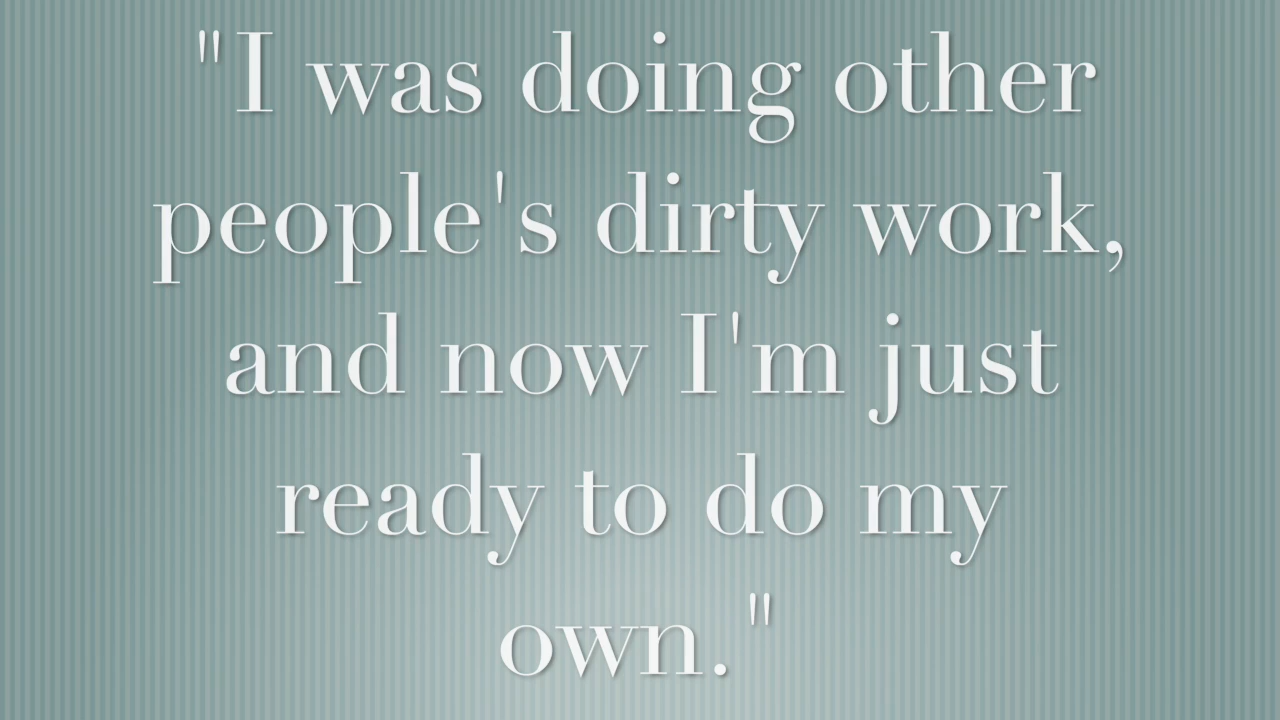 "I was doing other
people's dirty work,
and now I'm just
ready to do my
own."